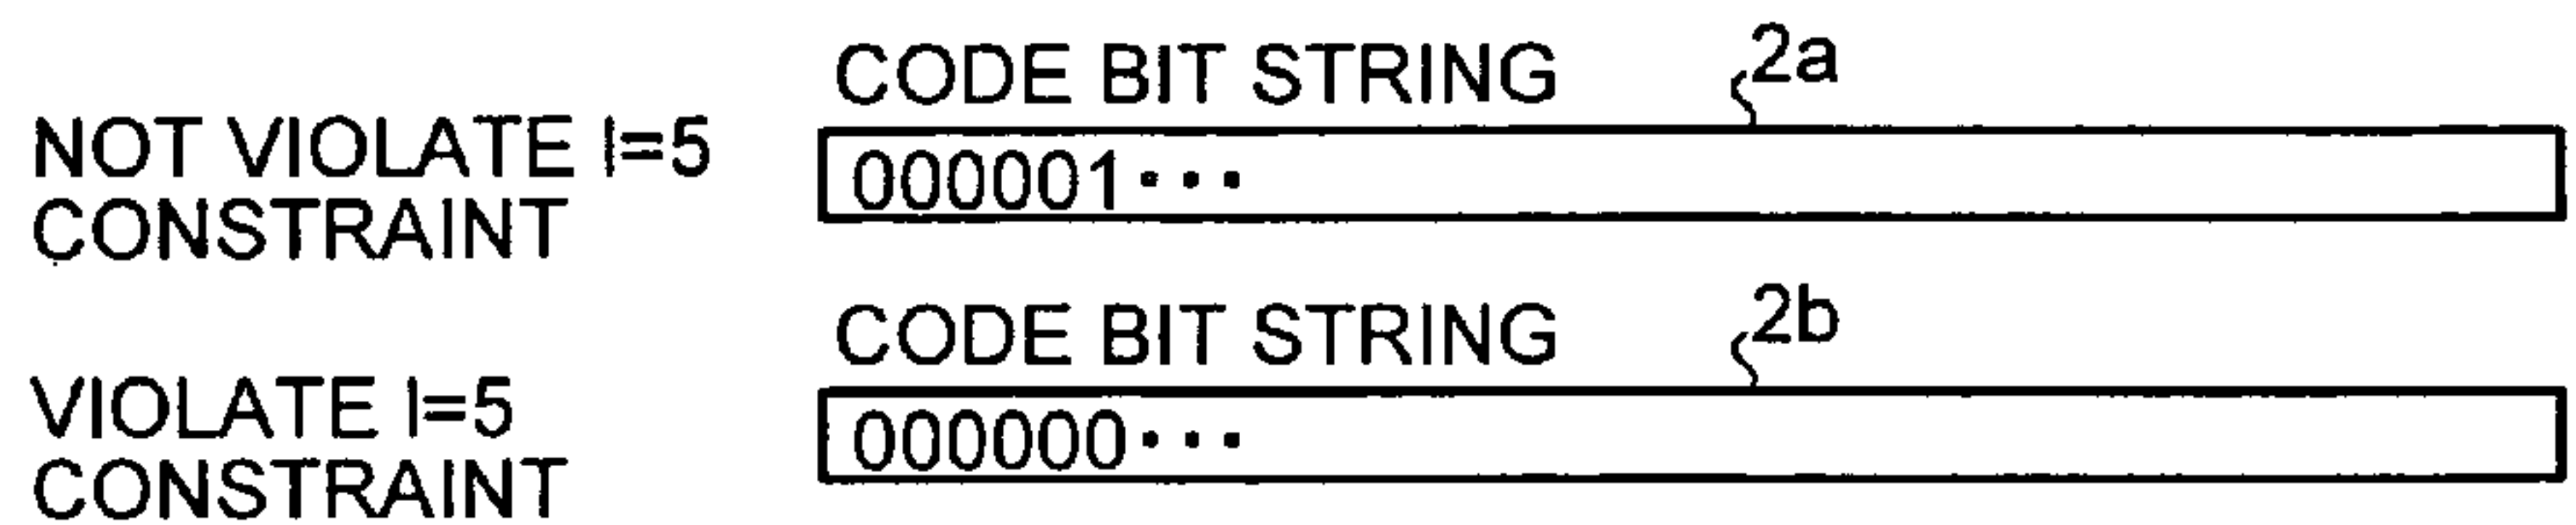 CODE BIT STRING 2a
NOT VIOLATE l=5
CONSTRAINT
000001···
CODE BIT STRING 2b
VIOLATE l=5
CONSTRAINT
000000···